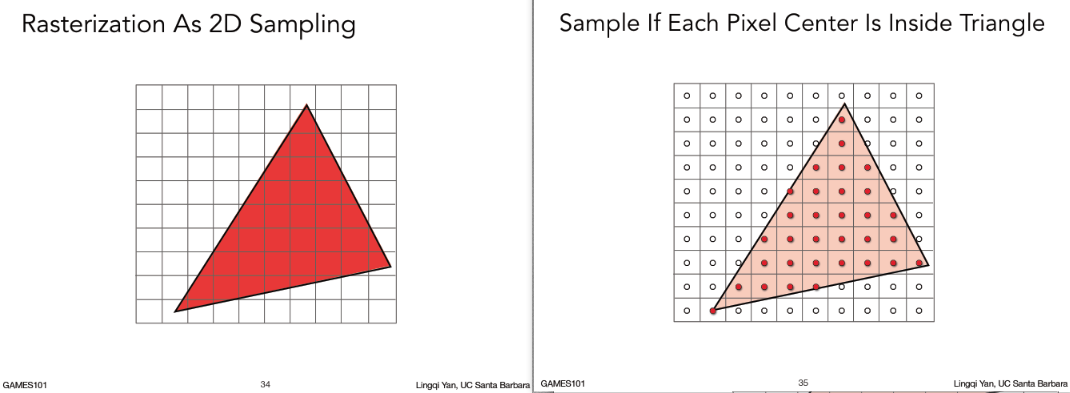 Rasterization As 2D Sampling
GAMES101
34
Lingqi Yan, UC Santa Barbara
Sample If Each Pixel Center Is Inside Triangle
GAMES101
35
Lingqi Yan, UC Santa Barbara